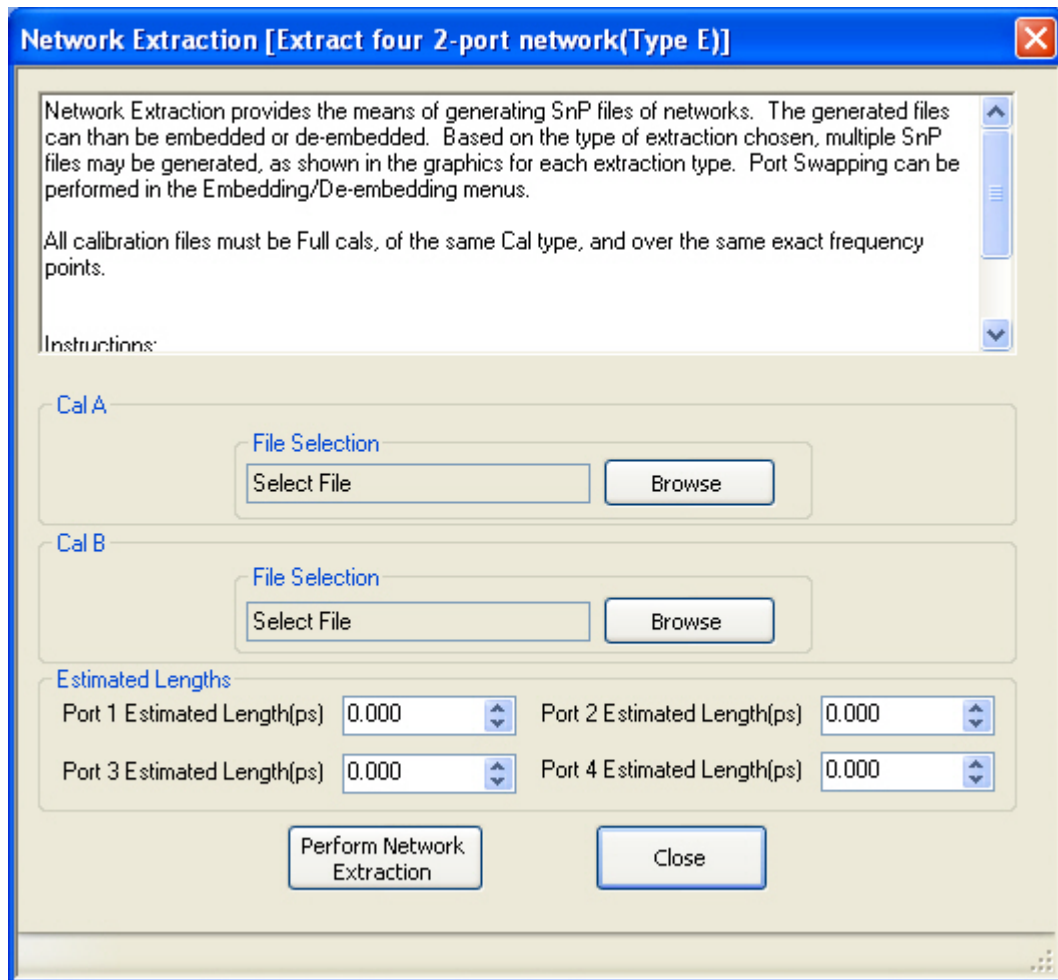 Network Extraction [Extract four 2-port network(Type E)]
Network Extraction provides the means of generating SnP files of networks.  The generated files
can than be embedded or de-embedded.  Based on the type of extraction chosen, multiple SnP
files may be generated, as shown in the graphics for each extraction type.  Port Swapping can be
performed in the Embedding/De-embedding menus.
All calibration files must be Full cals, of the same Cal type, and over the same exact frequency
points.
Instructions:
Cal A
File Selection
Select File
Browse
Cal B
File Selection
Select File
Browse
Estimated Lengths
Port 1 Estimated Length(ps) 0.000 Port 2 Estimated Length(ps) 0.000
Port 3 Estimated Length(ps) 0.000 Port 4 Estimated Length(ps) 0.000
Perform Network
Extraction
Close